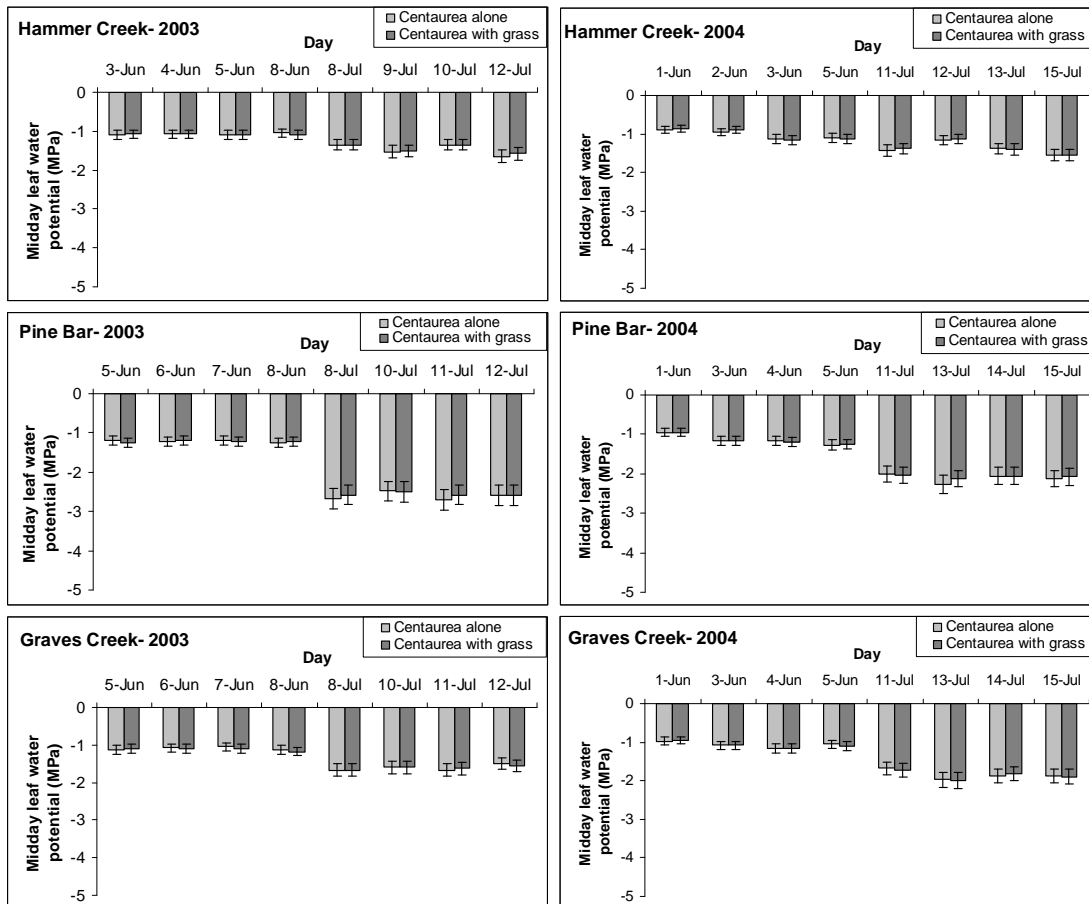 Hammer Creek- 2003
Centaurea alone
Centaurea with grass
Day
3-Jun 4-Jun 5-Jun 8-Jun 8-Jul 9-Jul 10-Jul 12-Jul
0
-1
-2
-3
-4
-5
Midday leaf water
potential (MPa)
Hammer Creek- 2004
Centaurea alone
Centaurea with grass
Day
1-Jun 2-Jun 3-Jun 5-Jun 11-Jul 12-Jul 13-Jul 15-Jul
0
-1
-2
-3
-4
-5
Midday leaf water
potential (MPa)
Pine Bar- 2003
Centaurea alone
Centaurea with grass
Day
5-Jun 6-Jun 7-Jun 8-Jun 8-Jul 10-Jul 11-Jul 12-Jul
0
-1
-2
-3
-4
-5
Midday leaf water
potential (MPa)
Pine Bar- 2004
Centaurea alone
Centaurea with grass
Day
1-Jun 3-Jun 4-Jun 5-Jun 11-Jul 13-Jul 14-Jul 15-Jul
0
-1
-2
-3
-4
-5
Midday leaf water
potential (MPa)
Graves Creek- 2003
Centaurea alone
Centaurea with grass
Day
5-Jun 6-Jun 7-Jun 8-Jun 8-Jul 10-Jul 11-Jul 12-Jul
0
-1
-2
-3
-4
-5
Midday leaf water
potential (MPa)
Graves Creek- 2004
Centaurea alone
Centaurea with grass
Day
1-Jun 3-Jun 4-Jun 5-Jun 11-Jul 13-Jul 14-Jul 15-Jul
0
-1
-2
-3
-4
-5
Midday leaf water
potential (MPa)